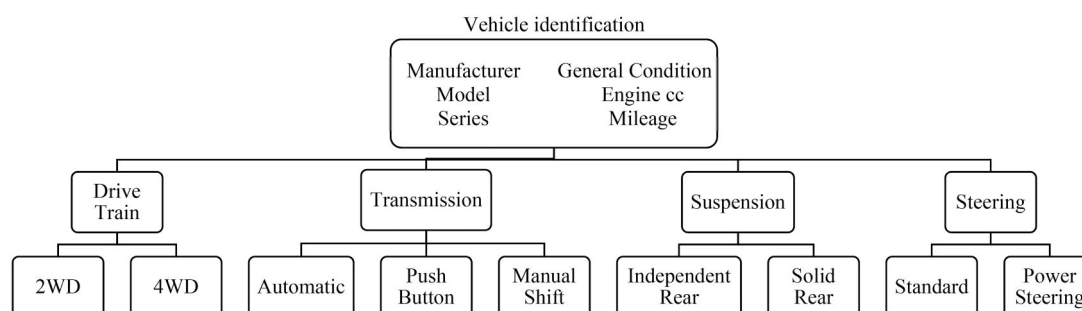 Vehicle identification
Manufacturer
Model
Series
General Condition
Engine cc
Mileage
Drive
Train
Transmission
Suspension
Steering
2WD
4WD
Automatic
Push
Button
Manual
Shift
Independent
Rear
Solid
Rear
Standard
Power
Steering